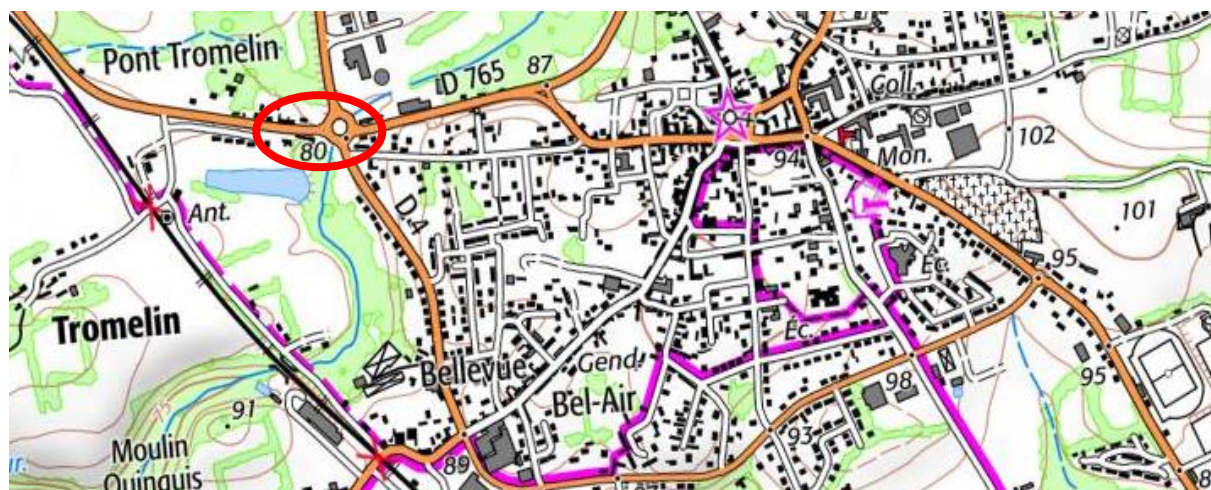 Pont Tromelin
D 765
87
Coll.
102
80
94
Mon.
Ant.
D.4
101
Éc.
95
Tromelin
Éc.
Bellevue
Gend.
Bel-Air
98
95
91
93
Moulin
Quinquis
89